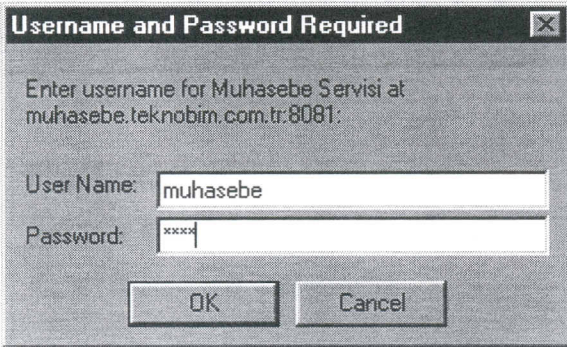 Username and Password Required
Enter username for Muhasebe Servisi at
muhasebe.teknobim.com.tr:8081:
User Name: muhasebe
Password: ****
OK Cancel